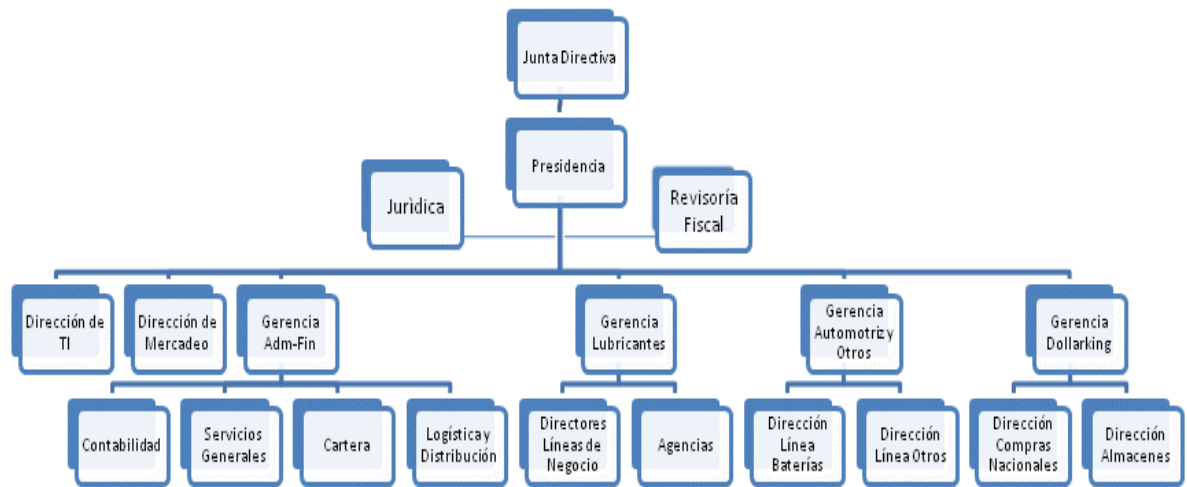 Junta Directiva
Presidencia
Jurìdica
Revisoría
Fiscal
Dirección de
TI
Dirección de
Mercadeo
Gerencia
Adm-Fin
Gerencia
Lubricantes
Gerencia
Automotriz y
Otros
Gerencia
Dollarking
Contabilidad
Servicios
Generales
Cartera
Logística y
Distribución
Directores
Líneas de
Negocio
Agencias
Dirección
Línea
Baterías
Dirección
Línea Otros
Dirección
Compras
Nacionales
Dirección
Almacenes